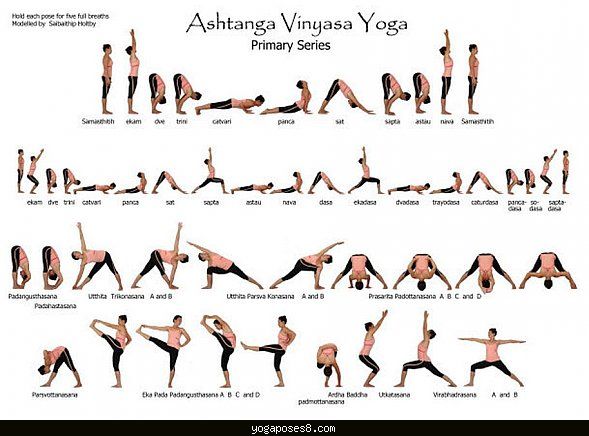 Hold each pose for five full breaths
Modelled by Saibaithip Holtby
Ashtanga Vinyasa Yoga
Primary Series
Samasthitih ekam dve trini catvari panca sat sapta astau nava Samasthitih
ekam dve trini catvari panca sat sapta astau nava dasa ekadasa dvadasa trayodasa caturdasa panca- so- sapta-
dasa dasa dasa
Padangusthasana Utthita Trikonasana A and B Utthita Parsva Konasana A and B Prasarita Padottanasana A B C and D
Padahastasana
Parsvottanasana Eka Pada Padangusthasana A B C and D Ardha Baddha Utkatasana Virabhadrasana A and B
padmottanasana
yogaposes8.com